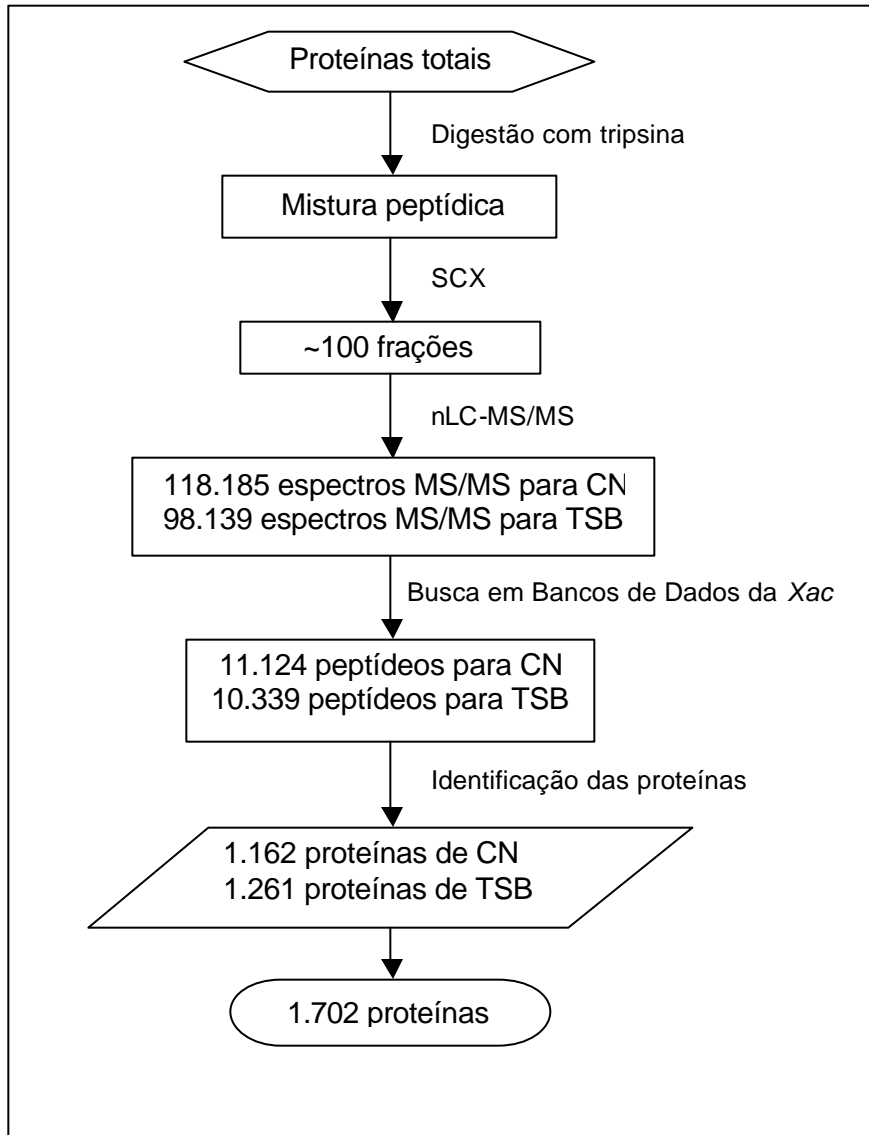 Proteínas totais
Digestão com tripsina
Mistura peptídica
SCX
~100 frações
nLC-MS/MS
118.185 espectros MS/MS para CN
98.139 espectros MS/MS para TSB
Busca em Bancos de Dados da Xac
11.124 peptídeos para CN
10.339 peptídeos para TSB
Identificação das proteínas
1.162 proteínas de CN
1.261 proteínas de TSB
1.702 proteínas